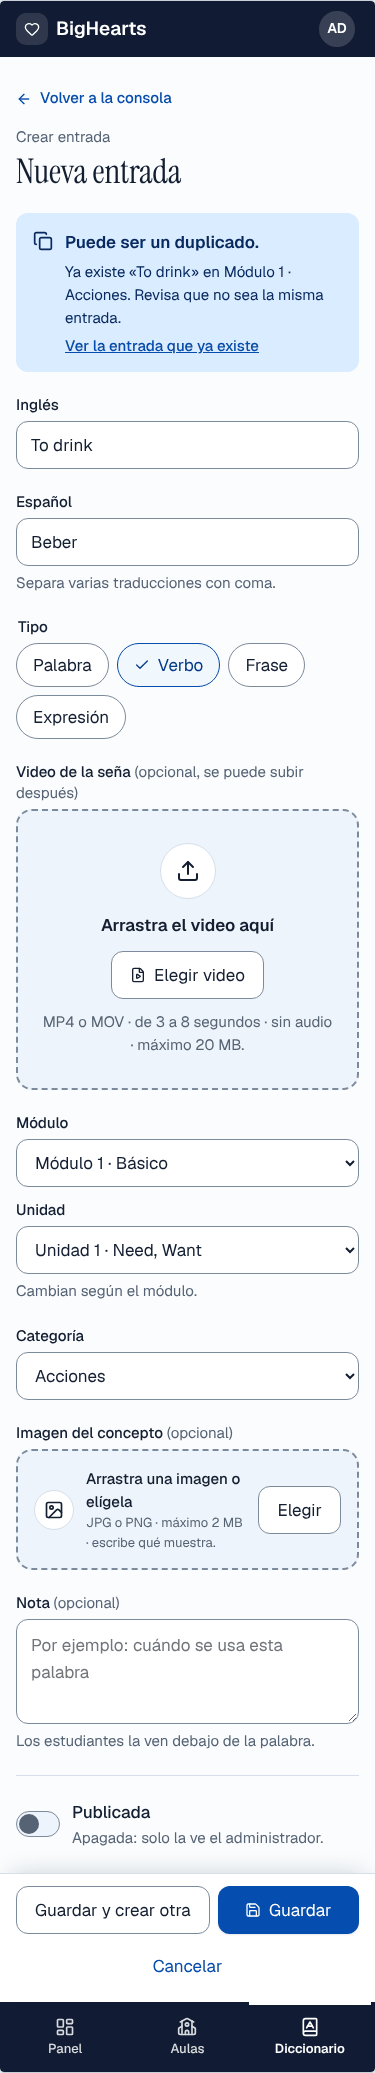 BigHearts
AD
Volver a la consola
Crear entrada
Nueva entrada
Puede ser un duplicado.
Ya existe «To drink» en Módulo 1 ·
Acciones. Revisa que no sea la misma
entrada.
Ver la entrada que ya existe
Inglés
To drink
Español
Beber
Separa varias traducciones con coma.
Tipo
Palabra
Verbo
Frase
Expresión
Video de la seña (opcional, se puede subir
después)
Arrastra el video aquí
Elegir video
MP4 o MOV · de 3 a 8 segundos · sin audio
· máximo 20 MB.
Módulo
Módulo 1 · Básico
Unidad
Unidad 1 · Need, Want
Cambian según el módulo.
Categoría
Acciones
Imagen del concepto (opcional)
Arrastra una imagen o
elígela
JPG o PNG · máximo 2 MB
· escribe qué muestra.
Elegir
Nota (opcional)
Por ejemplo: cuándo se usa esta
palabra
Los estudiantes la ven debajo de la palabra.
Publicada
Apagada: solo la ve el administrador.
Guardar y crear otra
Guardar
Cancelar
Panel
Aulas
Diccionario